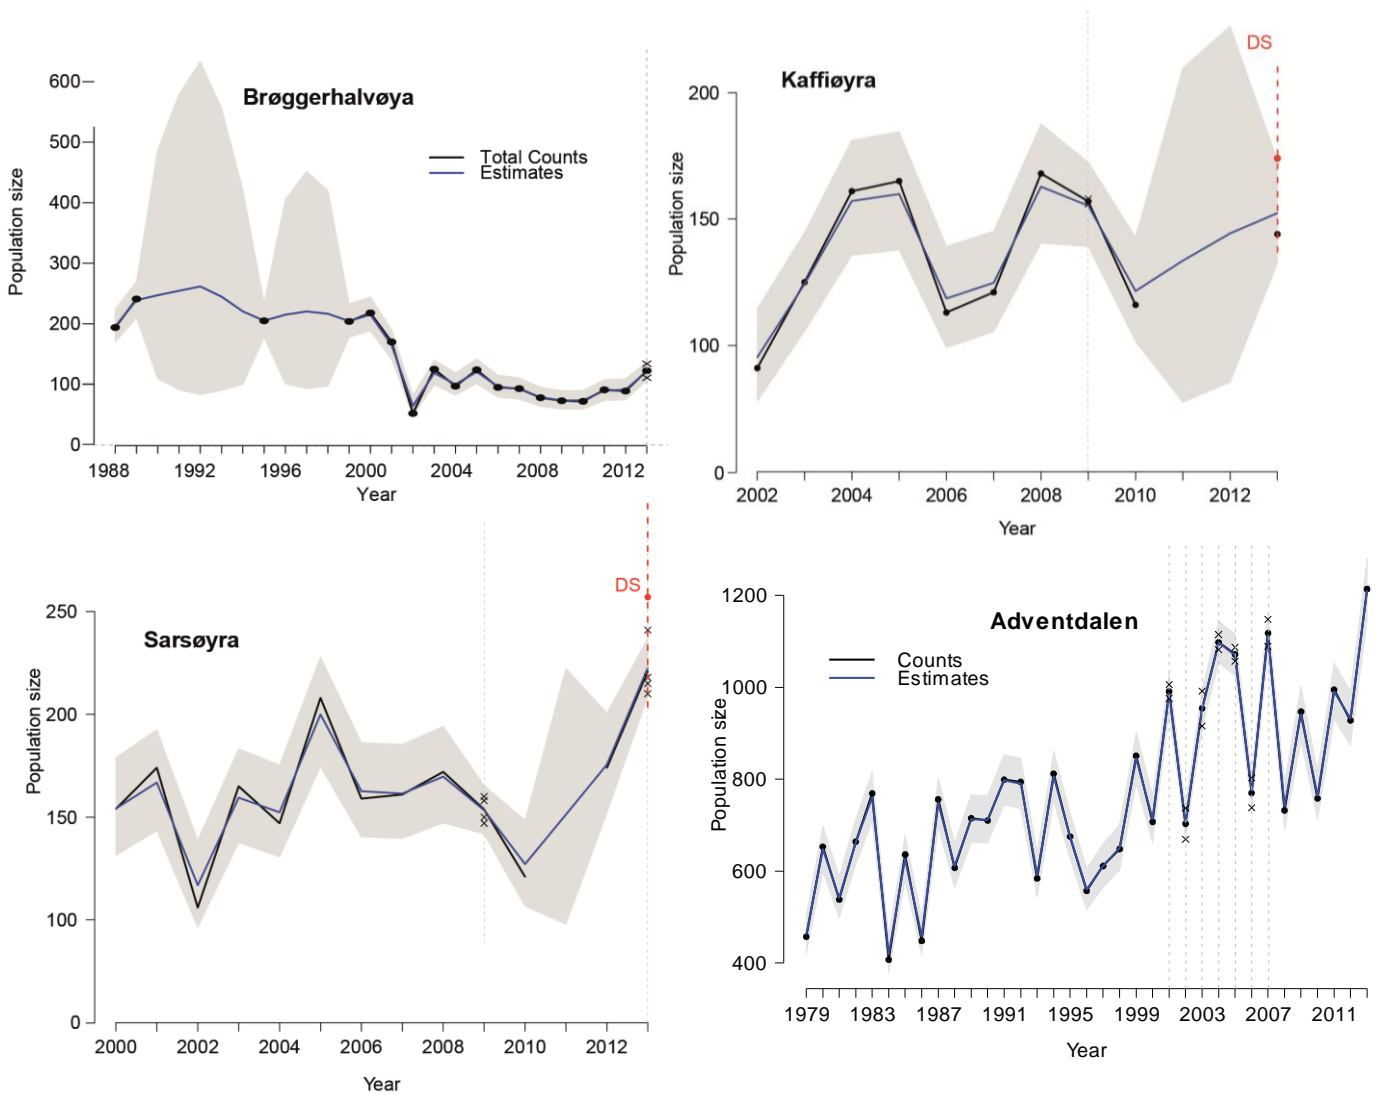 Brøggerhalvøya
Total Counts
Estimates
Population size
600
500
400
300
200
100
0
1988 1992 1996 2000 2004 2008 2012
Year
Kaffiøyra
DS
Population size
200
150
100
0
2002 2004 2006 2008 2010 2012
Year
Sarsøyra
DS
Population size
250
200
150
100
0
2000 2002 2004 2006 2008 2010 2012
Year
Adventdalen
Counts
Estimates
Population size
1200
1000
800
600
400
1979 1983 1987 1991 1995 1999 2003 2007 2011
Year